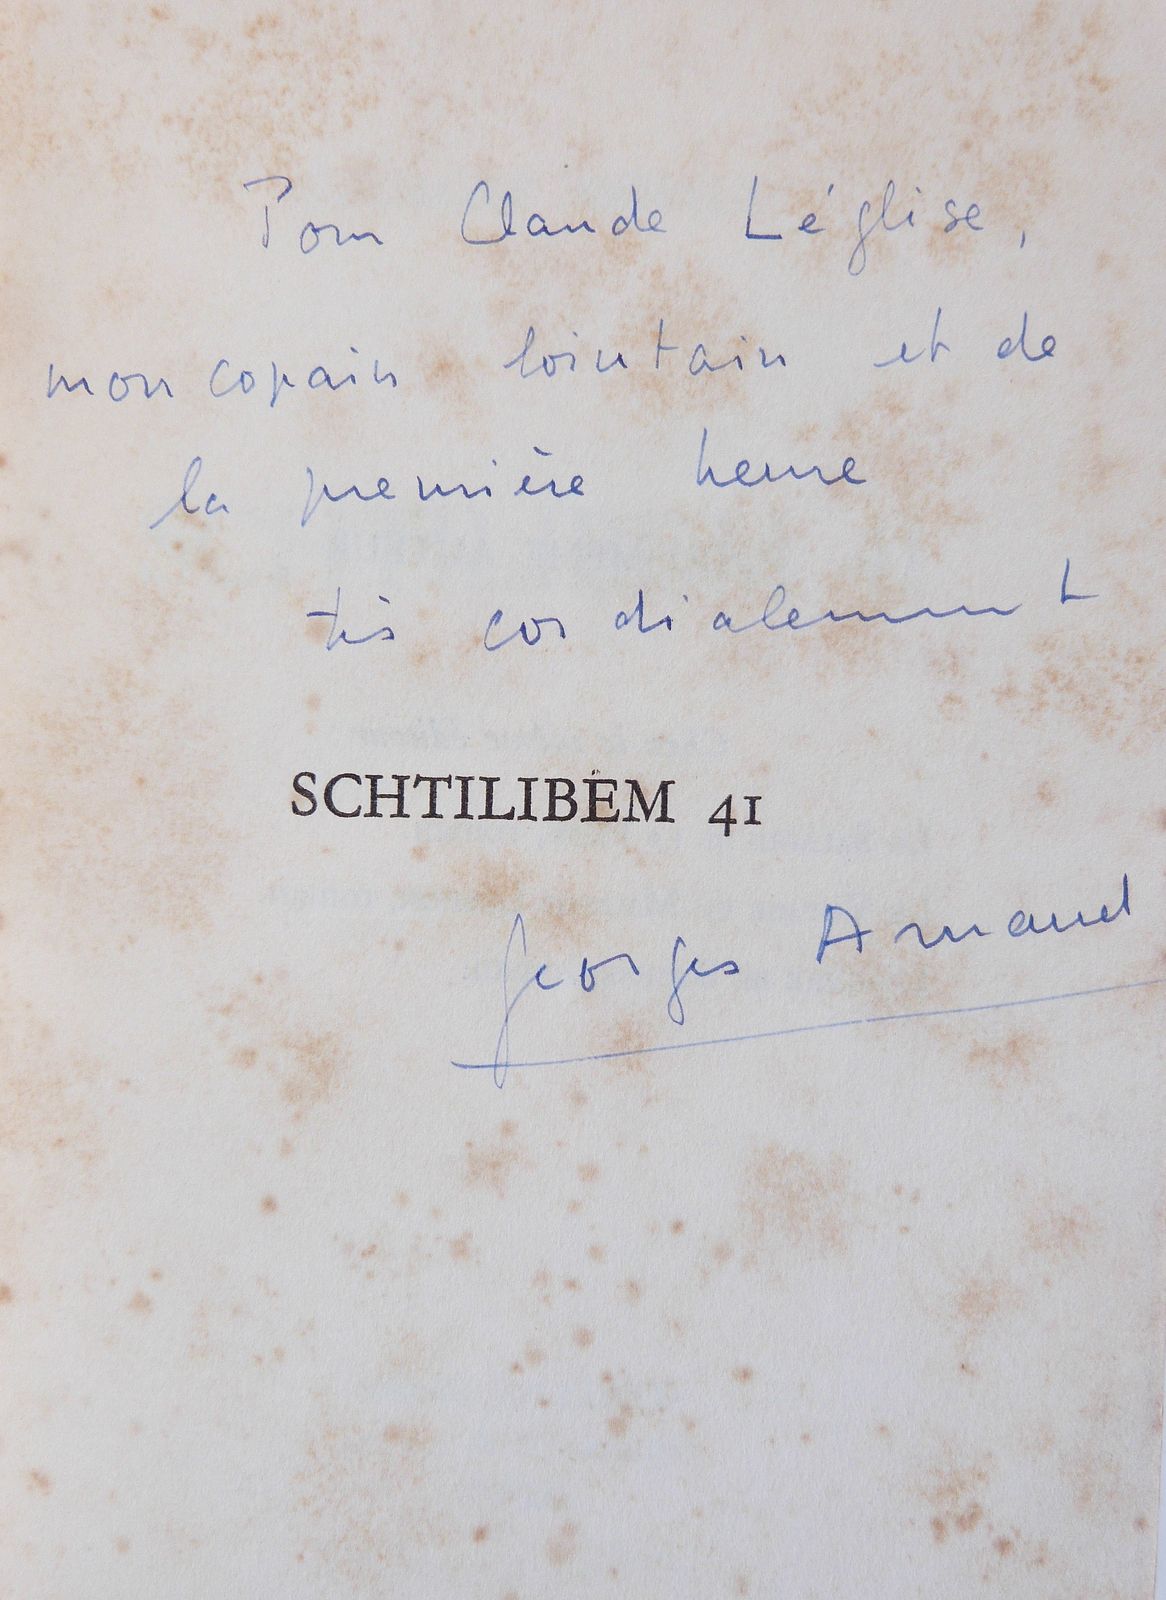 Pour Claude Léglise,
mon copain lointain et de
la première heure
très cordialement
SCHTILIBEM 41
Georges Arnaud